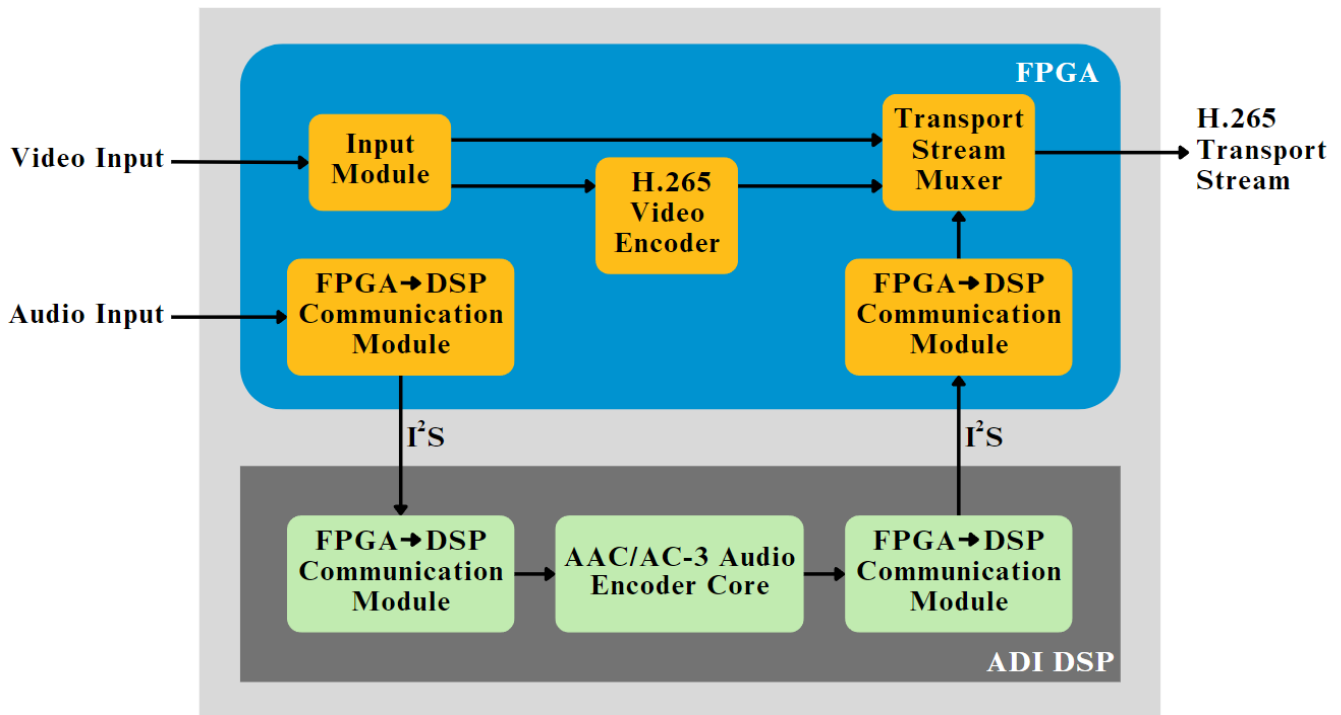 FPGA
Video Input
Input
Module
H.265
Video
Encoder
Transport
Stream
Muxer
H.265
Transport
Stream
Audio Input
FPGA→DSP
Communication
Module
FPGA→DSP
Communication
Module
I²S
I²S
FPGA→DSP
Communication
Module
AAC/AC-3 Audio
Encoder Core
FPGA→DSP
Communication
Module
ADI DSP